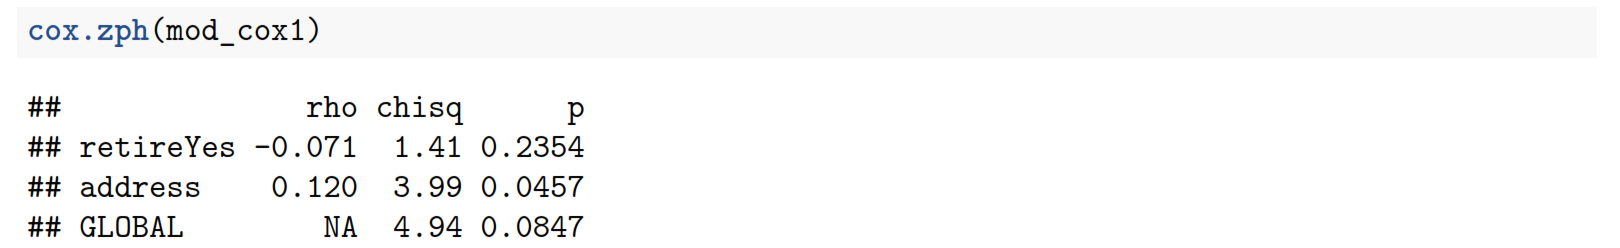 cox.zph(mod_cox1)
##              rho chisq      p
## retireYes -0.071  1.41 0.2354
## address    0.120  3.99 0.0457
## GLOBAL        NA  4.94 0.0847